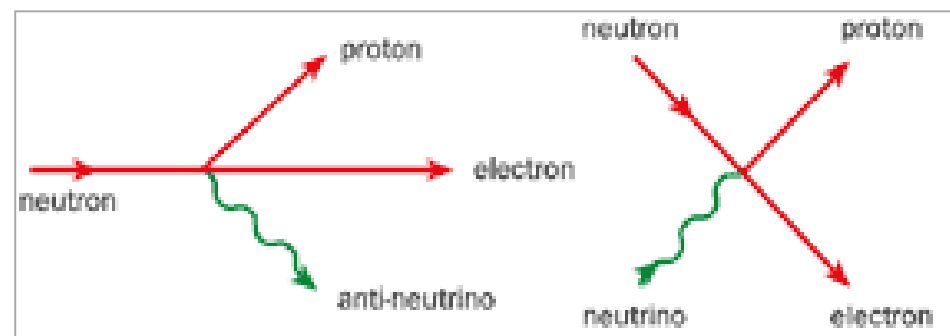 proton
electron
neutron
anti-neutrino
neutron
proton
neutrino
electron